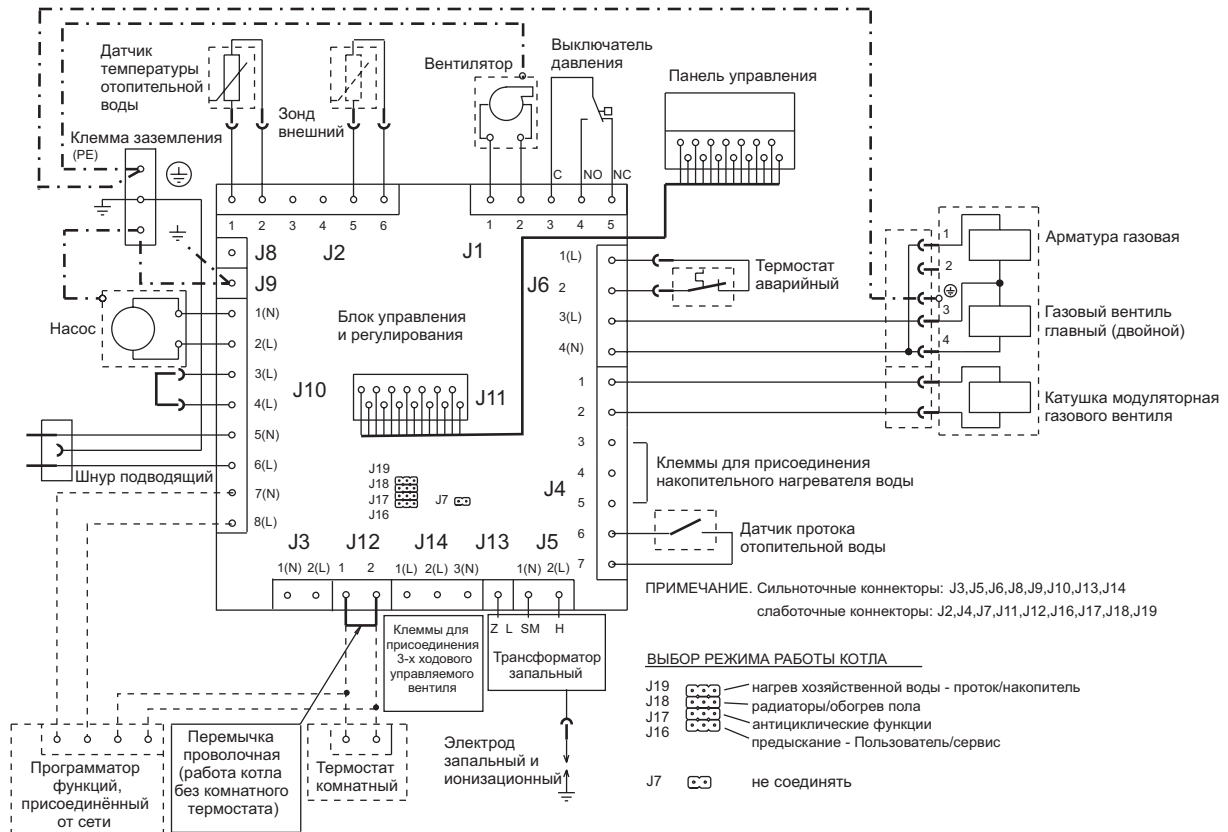 Датчик
температуры
отопительной
воды
Зонд
внешний
Вентилятор
Выключатель
давления
Панель управления
Клемма заземления
(PE)
C
NO
NC
1
2
3
4
5
6
1
2
3
4
5
J8
J2
J1
J9
J6
1(L)
2
3(L)
4(N)
Термостат
аварийный
1
2
3
4
Арматура газовая
Газовый вентиль
главный (двойной)
Катушка модуляторная
газового вентиля
Насос
Блок управления
и регулирования
1(N)
2(L)
3(L)
4(L)
5(N)
6(L)
7(N)
8(L)
J10
J11
Шнур подводящий
J19
J18
J17
J16
J7
J4
1
2
3
4
5
6
7
Клеммы для присоединения
накопительного нагревателя воды
Датчик протока
отопительной воды
J3
J12
J14
J13
J5
1(N) 2(L)
1 2
1(L) 2(L) 3(N)
1(N) 2(L)
ПРИМЕЧАНИЕ. Сильноточные коннекторы: J3,J5,J6,J8,J9,J10,J13,J14
слаботочные коннекторы: J2,J4,J7,J11,J12,J16,J17,J18,J19
Клеммы для
присоединения
3-х ходового
управляемого
вентиля
Z L SM H
Трансформатор
запальный
ВЫБОР РЕЖИМА РАБОТЫ КОТЛА
J19
нагрев хозяйственной воды - проток/накопитель
J18
радиаторы/обогрев пола
J17
антициклические функции
J16
предыскание - Пользователь/сервис
J7
не соединять
Программатор
функций,
присоединённый
от сети
Перемычка
проволочная
(работа котла
без комнатного
термостата)
Термостат
комнатный
Электрод
запальный и
ионизационный